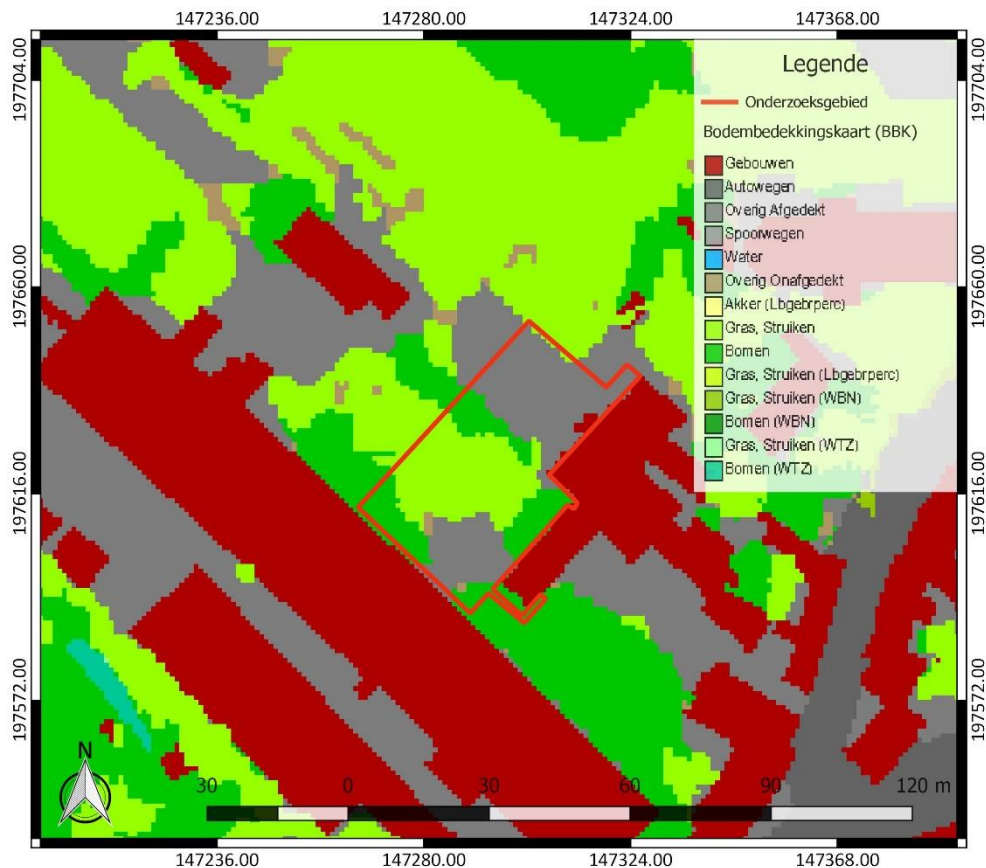 147236.00 147280.00 147324.00 147368.00
197704.00 197704.00
Legende
Onderzoeksgebied
Bodembedekkingskaart (BBK)
Gebouwen
Autowegen
Overig Afgedekt
Spoorwegen
Water
Overig Onafgedekt
Akker (Lbgebrperc)
Gras, Struiken
Bomen
Gras, Struiken (Lbgebrperc)
Gras, Struiken (WBN)
Bomen (WBN)
Gras, Struiken (WTZ)
Bomen (WTZ)
197660.00 197660.00
197616.00 197616.00
197572.00 197572.00
N
30 0 30 60 90 120 m
147236.00 147280.00 147324.00 147368.00